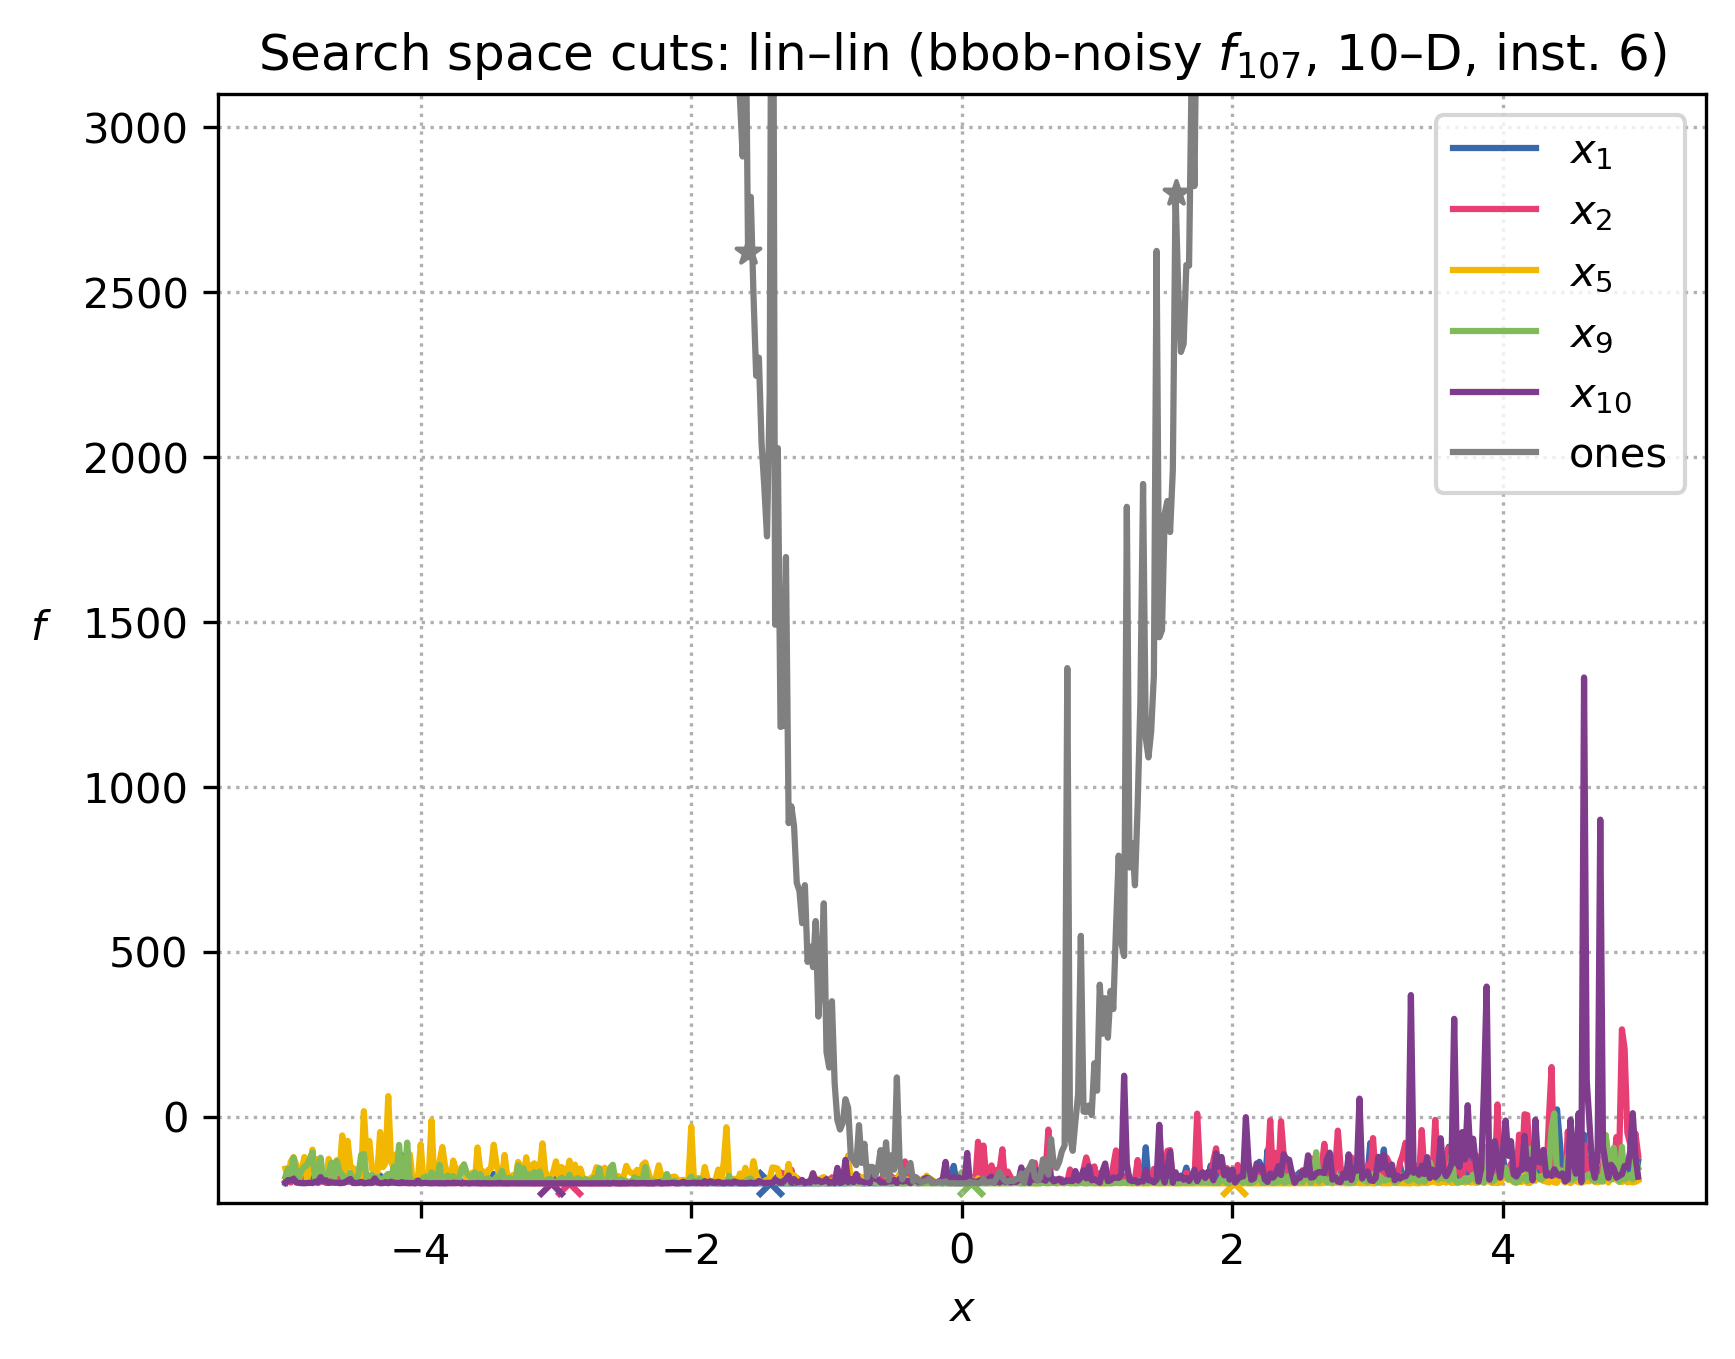 Search space cuts: lin–lin (bbob-noisy f₁₀₇, 10–D, inst. 6)
3000
2500
2000
1500
1000
500
0
f
x₁
x₂
x₅
x₉
x₁₀
ones
−4
−2
0
2
4
x